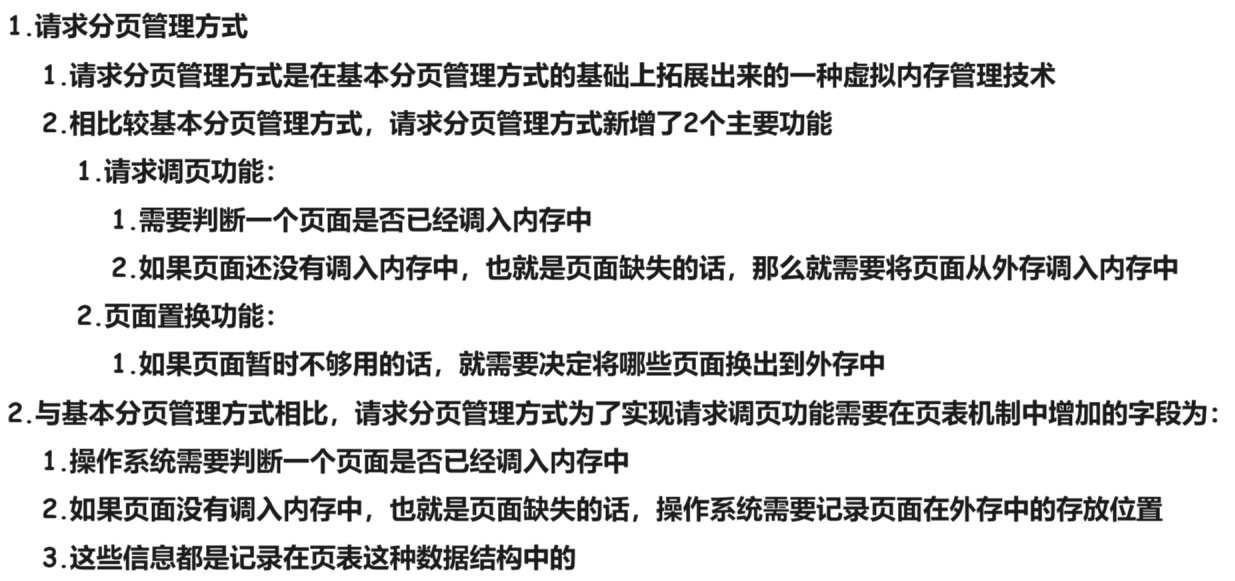 1.请求分页管理方式
1.请求分页管理方式是在基本分页管理方式的基础上拓展出来的一种虚拟内存管理技术
2.相比较基本分页管理方式，请求分页管理方式新增了2个主要功能
1.请求调页功能：
1.需要判断一个页面是否已经调入内存中
2.如果页面还没有调入内存中，也就是页面缺失的话，那么就需要将页面从外存调入内存中
2.页面置换功能：
1.如果页面暂时不够用的话，就需要决定将哪些页面换出到外存中
2.与基本分页管理方式相比，请求分页管理方式为了实现请求调页功能需要在页表机制中增加的字段为：
1.操作系统需要判断一个页面是否已经调入内存中
2.如果页面没有调入内存中，也就是页面缺失的话，操作系统需要记录页面在外存中的存放位置
3.这些信息都是记录在页表这种数据结构中的